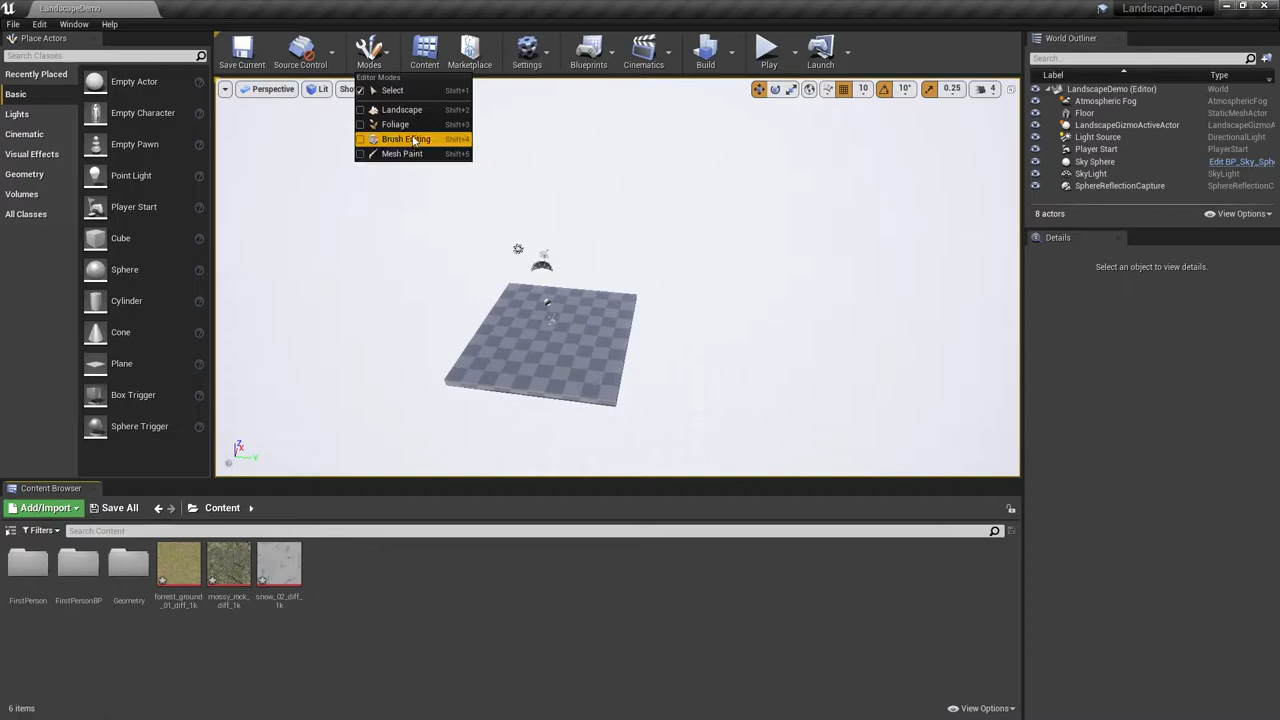 LandscapeDemo
LandscapeDemo
File Edit Window Help
Place Actors
Search Classes
Recently Placed
Basic
Lights
Cinematic
Visual Effects
Geometry
Volumes
All Classes
Empty Actor
Empty Character
Empty Pawn
Point Light
Player Start
Cube
Sphere
Cylinder
Cone
Plane
Box Trigger
Sphere Trigger
Save Current
Source Control
Modes
Content
Marketplace
Settings
Blueprints
Cinematics
Build
Play
Launch
Perspective
Lit
Sho
10
10°
0.25
4
Editor Modes
Select Shift+1
Landscape Shift+2
Foliage Shift+3
Brush Editing Shift+4
Mesh Paint Shift+5
Z
X
Y
World Outliner
Search...
Label Type
LandscapeDemo (Editor) World
Atmospheric Fog AtmosphericFog
Floor StaticMeshActor
LandscapeGizmoActiveActor LandscapeGizmo
Light Source DirectionalLight
Player Start PlayerStart
Sky Sphere Edit BP_Sky_Sph
SkyLight SkyLight
SphereReflectionCapture SphereReflectionC
8 actors
View Options
Details
Select an object to view details.
Content Browser
Add/Import
Save All
Content
Filters
Search Content
FirstPerson
FirstPersonBP
Geometry
forrest_ground
_01_diff_1k
mossy_rock_
diff_1k
snow_02_diff_
1k
6 items
View Options